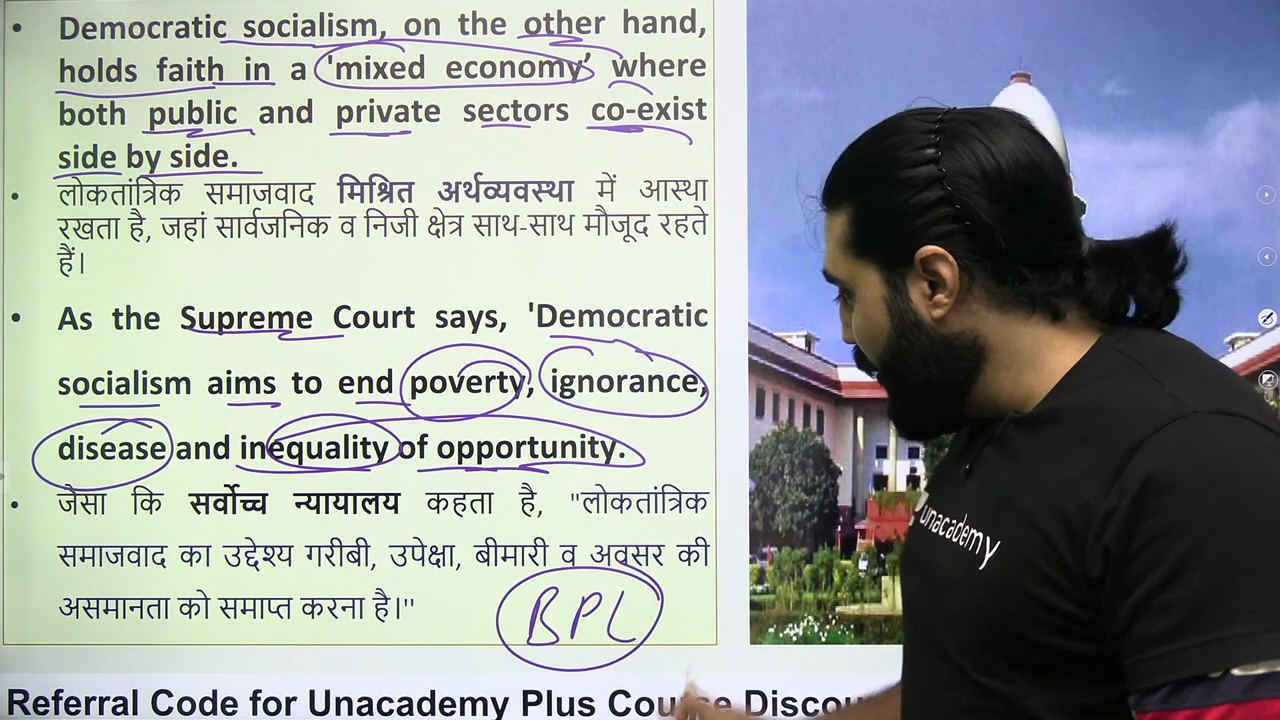 • Democratic socialism, on the other hand,
holds faith in a 'mixed economy' where
both public and private sectors co-exist
side by side.
• लोकतांत्रिक समाजवाद मिश्रित अर्थव्यवस्था में आस्था
रखता है, जहां सार्वजनिक व निजी क्षेत्र साथ-साथ मौजूद रहते
हैं।
• As the Supreme Court says, 'Democratic
socialism aims to end poverty, ignorance,
disease and inequality of opportunity.
• जैसा कि सर्वोच्च न्यायालय कहता है, "लोकतांत्रिक
समाजवाद का उद्देश्य गरीबी, उपेक्षा, बीमारी व अवसर की
असमानता को समाप्त करना है।"
BPL
unacademy
Referral Code for Unacademy Plus Course